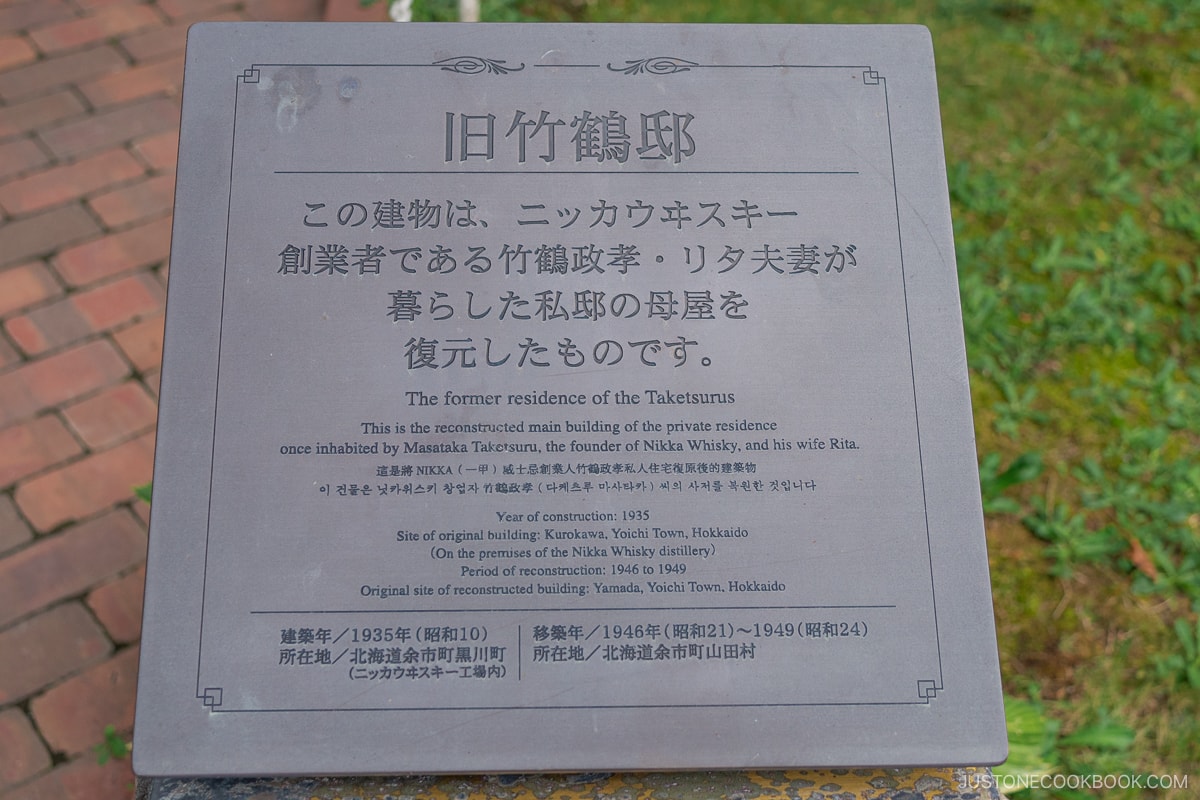 旧竹鶴邸
この建物は、ニッカウヰスキー
創業者である竹鶴政孝・リタ夫妻が
暮らした私邸の母屋を
復元したものです。
The former residence of the Taketsurus
This is the reconstructed main building of the private residence
once inhabited by Masataka Taketsuru, the founder of Nikka Whisky, and his wife Rita.
這是將 NIKKA（一甲）威士忌創業人竹鶴政孝私人住宅復原後的建築物
이 건물은 닛카위스키 창업자 竹鶴政孝（다케츠루 마사타카）씨의 사저를 복원한 것입니다
Year of construction: 1935
Site of original building: Kurokawa, Yoichi Town, Hokkaido
(On the premises of the Nikka Whisky distillery)
Period of reconstruction: 1946 to 1949
Original site of reconstructed building: Yamada, Yoichi Town, Hokkaido
建築年／1935年（昭和10）
所在地／北海道余市町黒川町
（ニッカウヰスキー工場内）
移築年／1946年（昭和21）～1949（昭和24）
所在地／北海道余市町山田村
JUSTONECOOKBOOK.COM